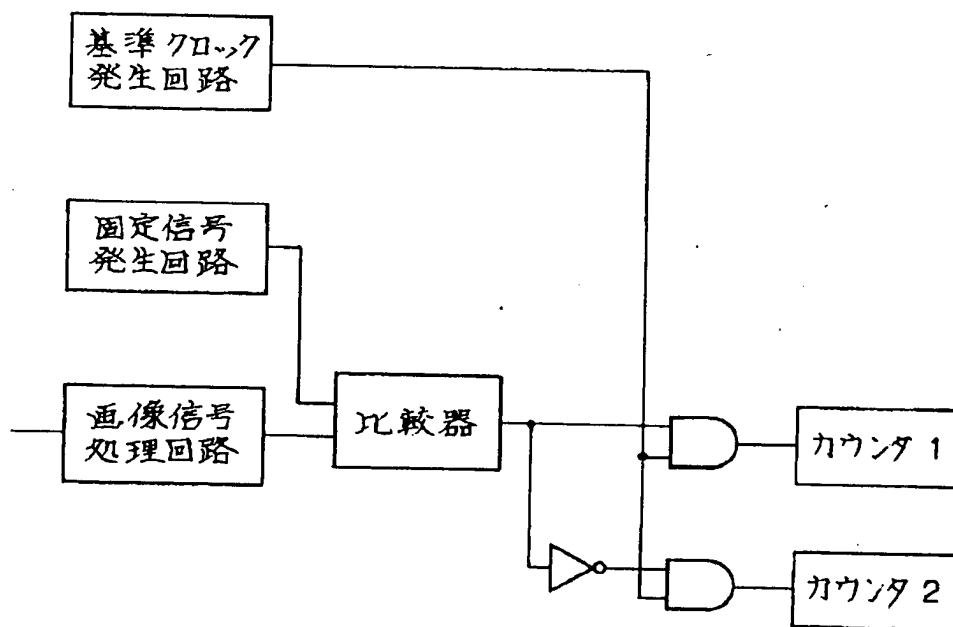 基準クロック
発生回路
固定信号
発生回路
画像信号
処理回路
比較器
カウンタ 1
カウンタ 2